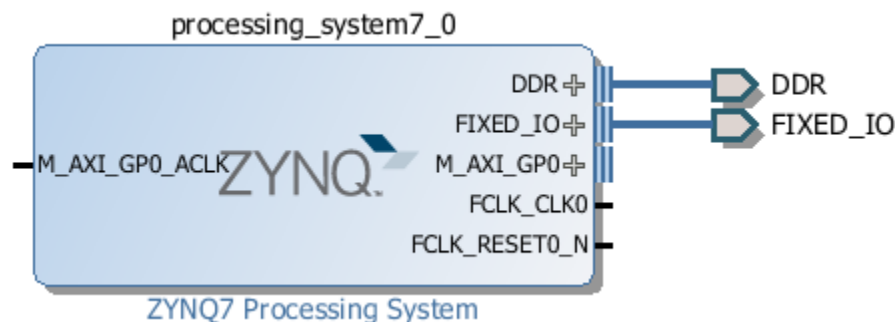 processing_system7_0
DDR
DDR
FIXED_IO
FIXED_IO
M_AXI_GP0_ACLK
ZYNQ
M_AXI_GP0
FCLK_CLK0
FCLK_RESET0_N
ZYNQ7 Processing System